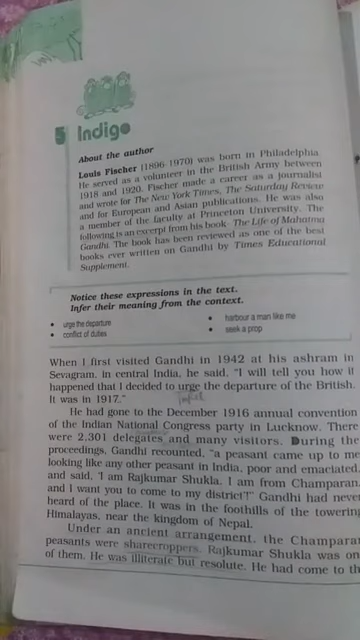 5 Indigo
About the author
Louis Fischer (1896-1970) was born in Philadelphia.
He served as a volunteer in the British Army between
1918 and 1920. Fischer made a career as a journalist
and wrote for The New York Times, The Saturday Review
and for European and Asian publications. He was also
a member of the faculty at Princeton University. The
following is an excerpt from his book- The Life of Mahatma
Gandhi. The book has been reviewed as one of the best
books ever written on Gandhi by Times Educational
Supplement.
Notice these expressions in the text.
Infer their meaning from the context.
• urge the departure
• harbour a man like me
• conflict of duties
• seek a prop
When I first visited Gandhi in 1942 at his ashram in
Sevagram, in central India, he said, "I will tell you how it
happened that I decided to urge the departure of the British.
It was in 1917."
He had gone to the December 1916 annual convention
of the Indian National Congress party in Lucknow. There
were 2,301 delegates and many visitors. During the
proceedings, Gandhi recounted, "a peasant came up to me
looking like any other peasant in India, poor and emaciated,
and said, 'I am Rajkumar Shukla. I am from Champaran,
and I want you to come to my district!'" Gandhi had never
heard of the place. It was in the foothills of the towering
Himalayas, near the kingdom of Nepal.
Under an ancient arrangement, the Champaran
peasants were sharecroppers. Rajkumar Shukla was on
of them. He was illiterate but resolute. He had come to th